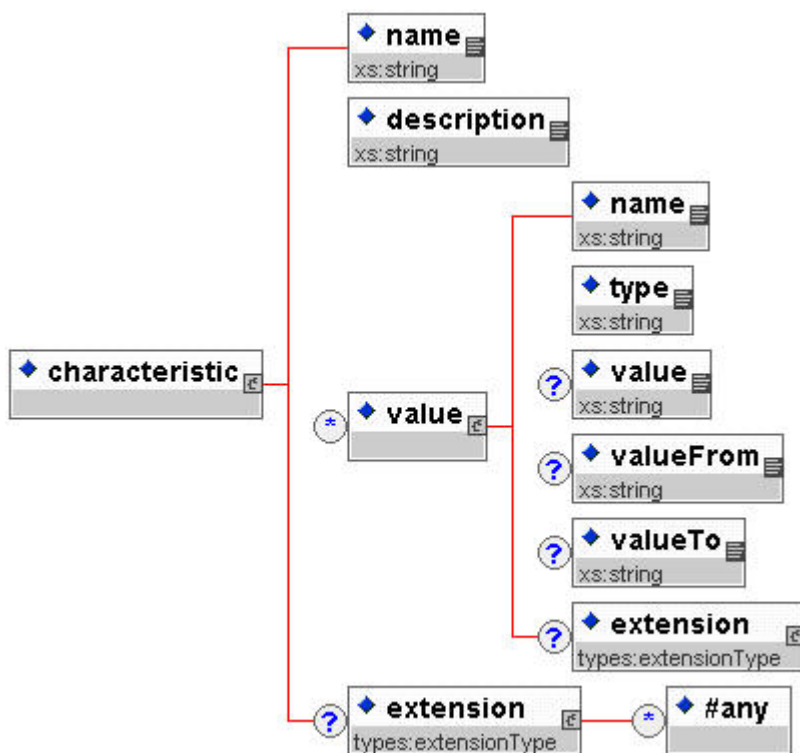 name
xs:string
description
xs:string
name
xs:string
type
xs:string
characteristic
? value
xs:string
* value
? valueFrom
xs:string
? valueTo
xs:string
? extension
types:extensionType
? extension
types:extensionType
* #any